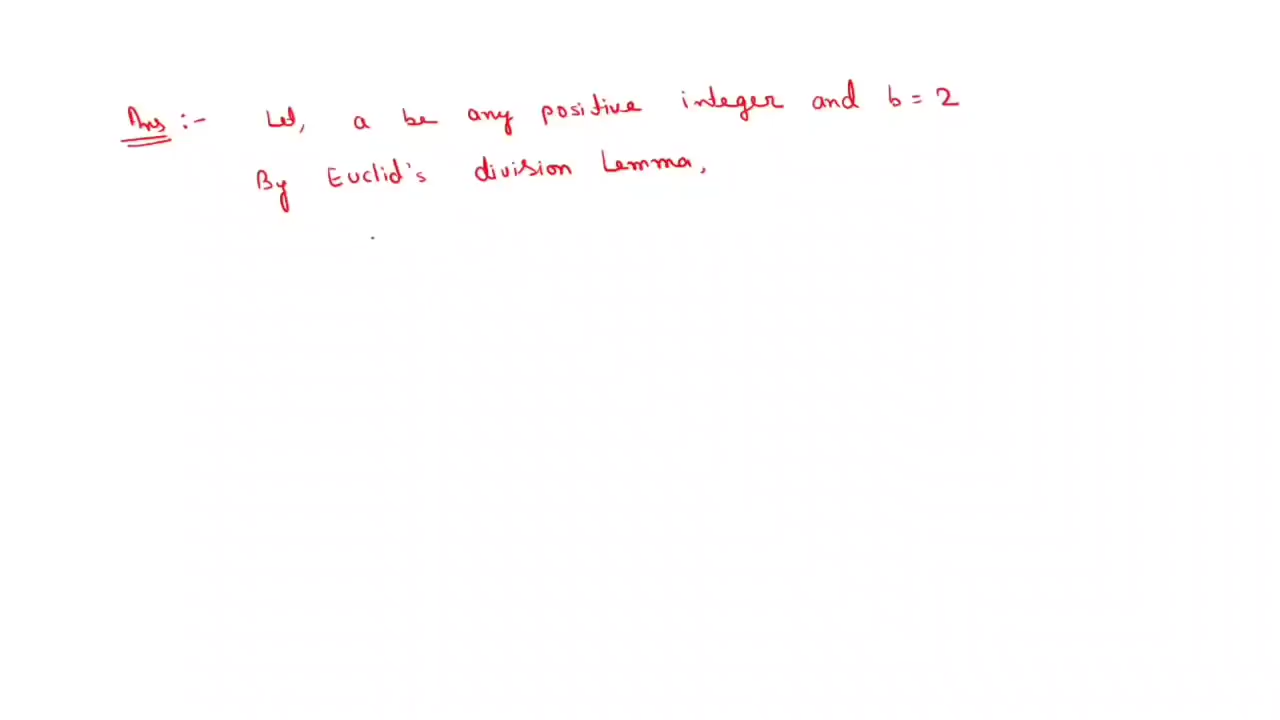 Ans :- Let, a be any positive integer and b = 2
By Euclid's division Lemma,